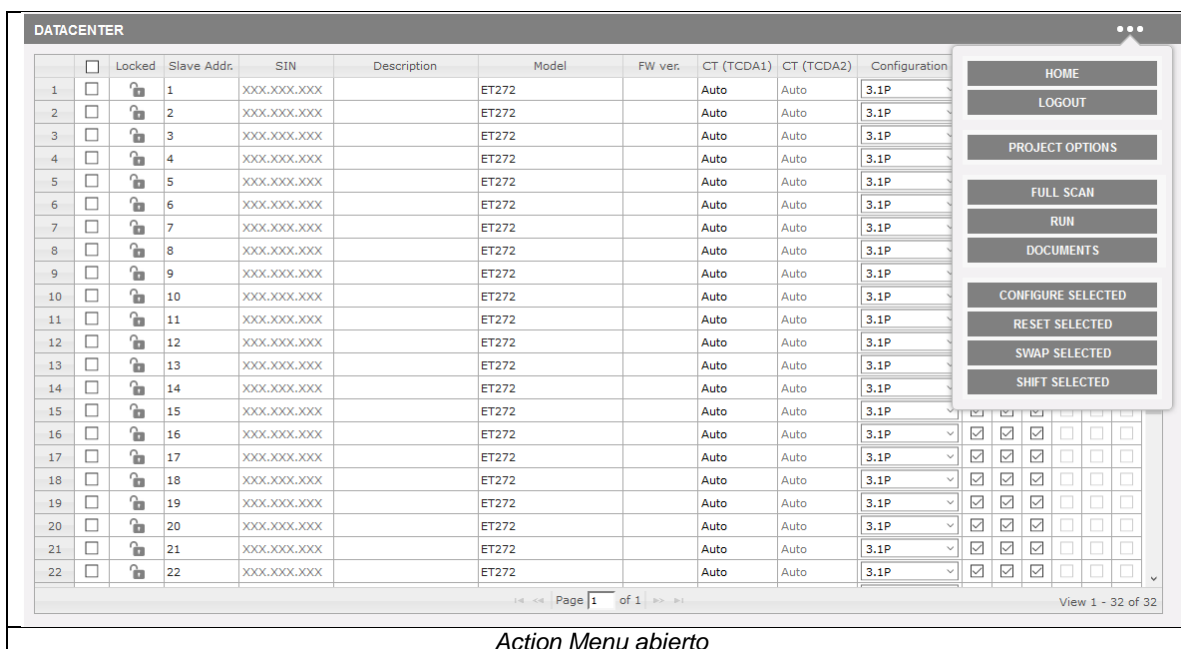 DATACENTER
Locked Slave Addr. SIN Description Model FW ver. CT (TCDA1) CT (TCDA2) Configuration
1 1 XXX.XXX.XXX ET272 Auto Auto 3.1P
2 2 XXX.XXX.XXX ET272 Auto Auto 3.1P
3 3 XXX.XXX.XXX ET272 Auto Auto 3.1P
4 4 XXX.XXX.XXX ET272 Auto Auto 3.1P
5 5 XXX.XXX.XXX ET272 Auto Auto 3.1P
6 6 XXX.XXX.XXX ET272 Auto Auto 3.1P
7 7 XXX.XXX.XXX ET272 Auto Auto 3.1P
8 8 XXX.XXX.XXX ET272 Auto Auto 3.1P
9 9 XXX.XXX.XXX ET272 Auto Auto 3.1P
10 10 XXX.XXX.XXX ET272 Auto Auto 3.1P
11 11 XXX.XXX.XXX ET272 Auto Auto 3.1P
12 12 XXX.XXX.XXX ET272 Auto Auto 3.1P
13 13 XXX.XXX.XXX ET272 Auto Auto 3.1P
14 14 XXX.XXX.XXX ET272 Auto Auto 3.1P
15 15 XXX.XXX.XXX ET272 Auto Auto 3.1P
16 16 XXX.XXX.XXX ET272 Auto Auto 3.1P
17 17 XXX.XXX.XXX ET272 Auto Auto 3.1P
18 18 XXX.XXX.XXX ET272 Auto Auto 3.1P
19 19 XXX.XXX.XXX ET272 Auto Auto 3.1P
20 20 XXX.XXX.XXX ET272 Auto Auto 3.1P
21 21 XXX.XXX.XXX ET272 Auto Auto 3.1P
22 22 XXX.XXX.XXX ET272 Auto Auto 3.1P
HOME
LOGOUT
PROJECT OPTIONS
FULL SCAN
RUN
DOCUMENTS
CONFIGURE SELECTED
RESET SELECTED
SWAP SELECTED
SHIFT SELECTED
Page 1 of 1
View 1 - 32 of 32
Action Menu abierto